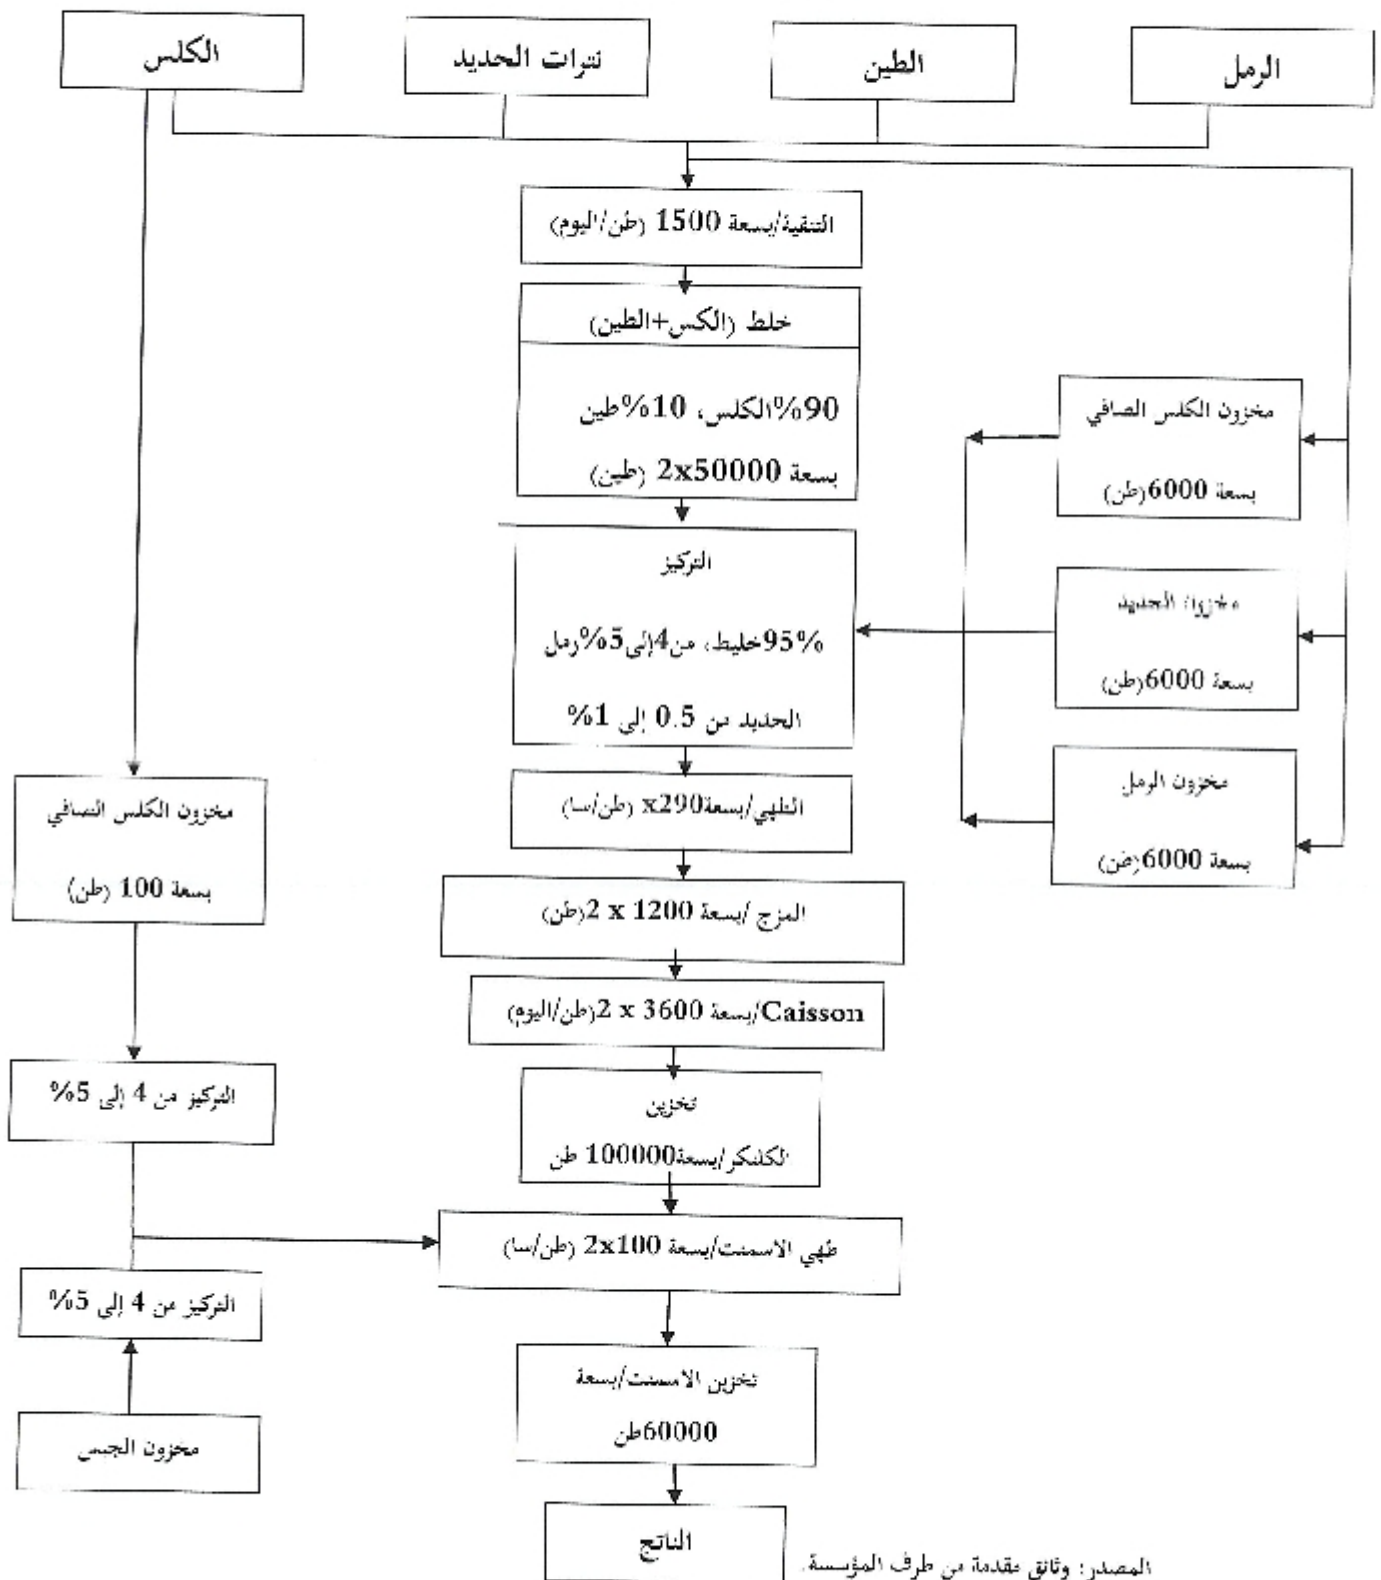 الرمل
الطين
نترات الحديد
الكلس
التنقية/بسعة 1500 (طن/اليوم)
خلط (الكس+الطين)
90%الكلس، 10%طين
بسعة 2x50000 (طين)
مخزون الكلس الصافي
بسعة 6000(طن)
التركيز
95%خليط، من4إلى5%رمل
الحديد من 0.5 إلى 1%
مخزون الحديد
بسعة 6000(طن)
مخزون الرمل
بسعة 6000(طن)
الطهي/بسعة290x (طن/سا)
مخزون الكلس الصافي
بسعة 100 (طن)
المزج /بسعة 1200 x 2(طن)
Caisson/بسعة 3600 x 2(طن/اليوم)
التركيز من 4 إلى 5%
تخزين
الكلنكر/بسعة100000 طن
طهي الاسمنت/بسعة 2x100 (طن/سا)
التركيز من 4 إلى 5%
تخزين الاسمنت/بسعة
60000طن
مخزون الجبس
الناتج
المصدر: وثائق مقدمة من طرف المؤسسة.